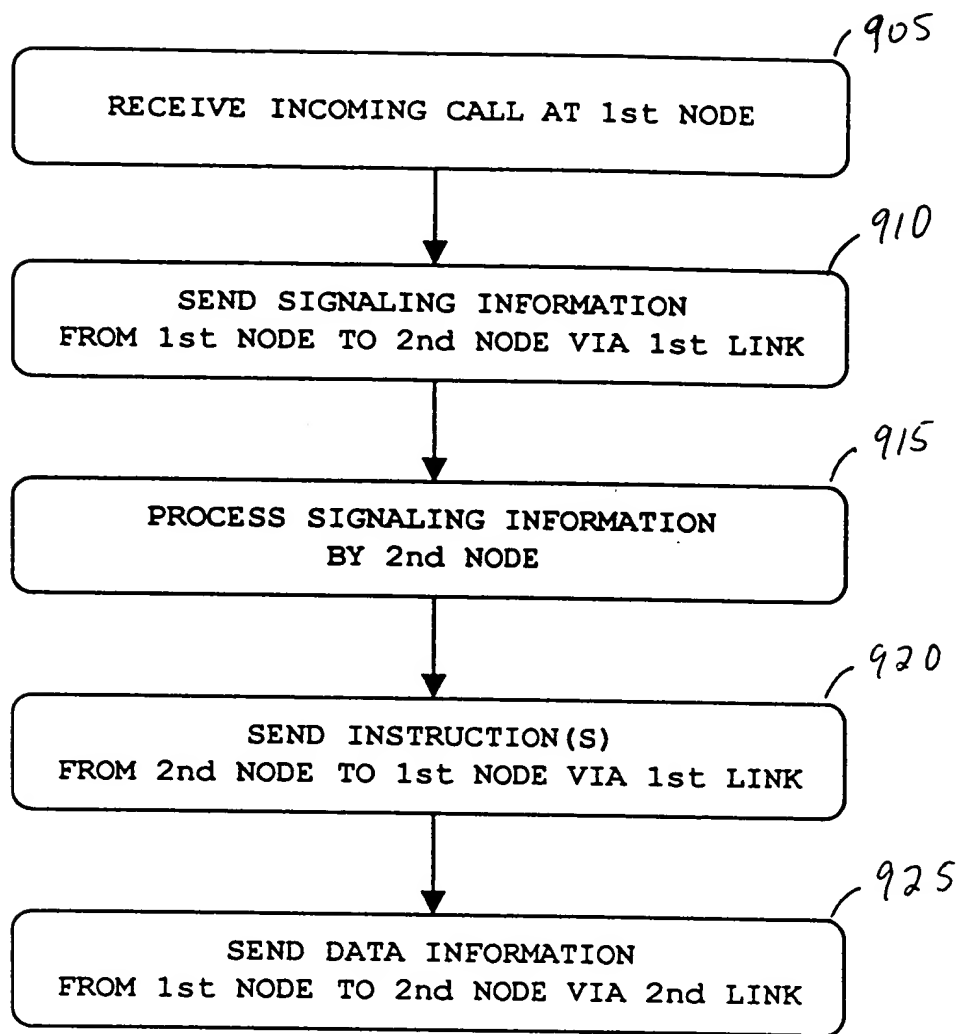 905
RECEIVE INCOMING CALL AT 1st NODE
910
SEND SIGNALING INFORMATION
FROM 1st NODE TO 2nd NODE VIA 1st LINK
915
PROCESS SIGNALING INFORMATION
BY 2nd NODE
920
SEND INSTRUCTION(S)
FROM 2nd NODE TO 1st NODE VIA 1st LINK
925
SEND DATA INFORMATION
FROM 1st NODE TO 2nd NODE VIA 2nd LINK